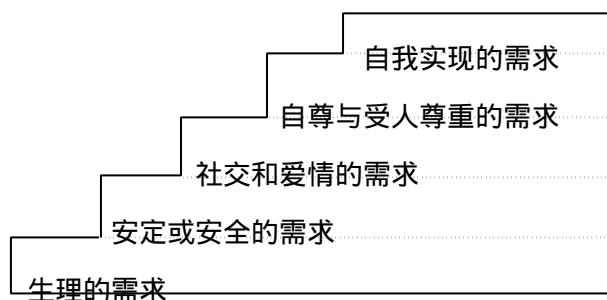 自我实现的需求
自尊与受人尊重的需求
社交和爱情的需求
安定或安全的需求
生理的需求